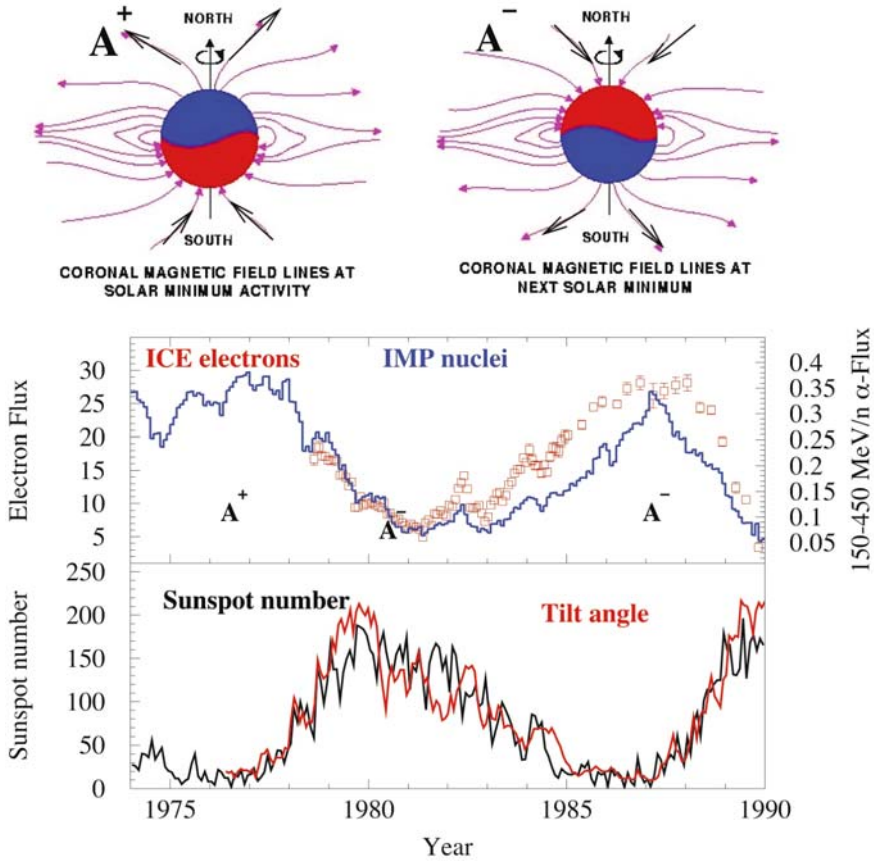 A+ NORTH
A− NORTH
SOUTH
SOUTH
CORONAL MAGNETIC FIELD LINES AT
SOLAR MINIMUM ACTIVITY
CORONAL MAGNETIC FIELD LINES AT
NEXT SOLAR MINIMUM
ICE electrons IMP nuclei
30
25
20
15
10
5
Electron Flux
0.4
0.35
0.3
0.25
0.2
0.15
0.1
0.05
150-450 MeV/n α-Flux
A+
A−
A−
250
200
150
100
50
0
Sunspot number
Sunspot number
Tilt angle
1975 1980 1985 1990
Year